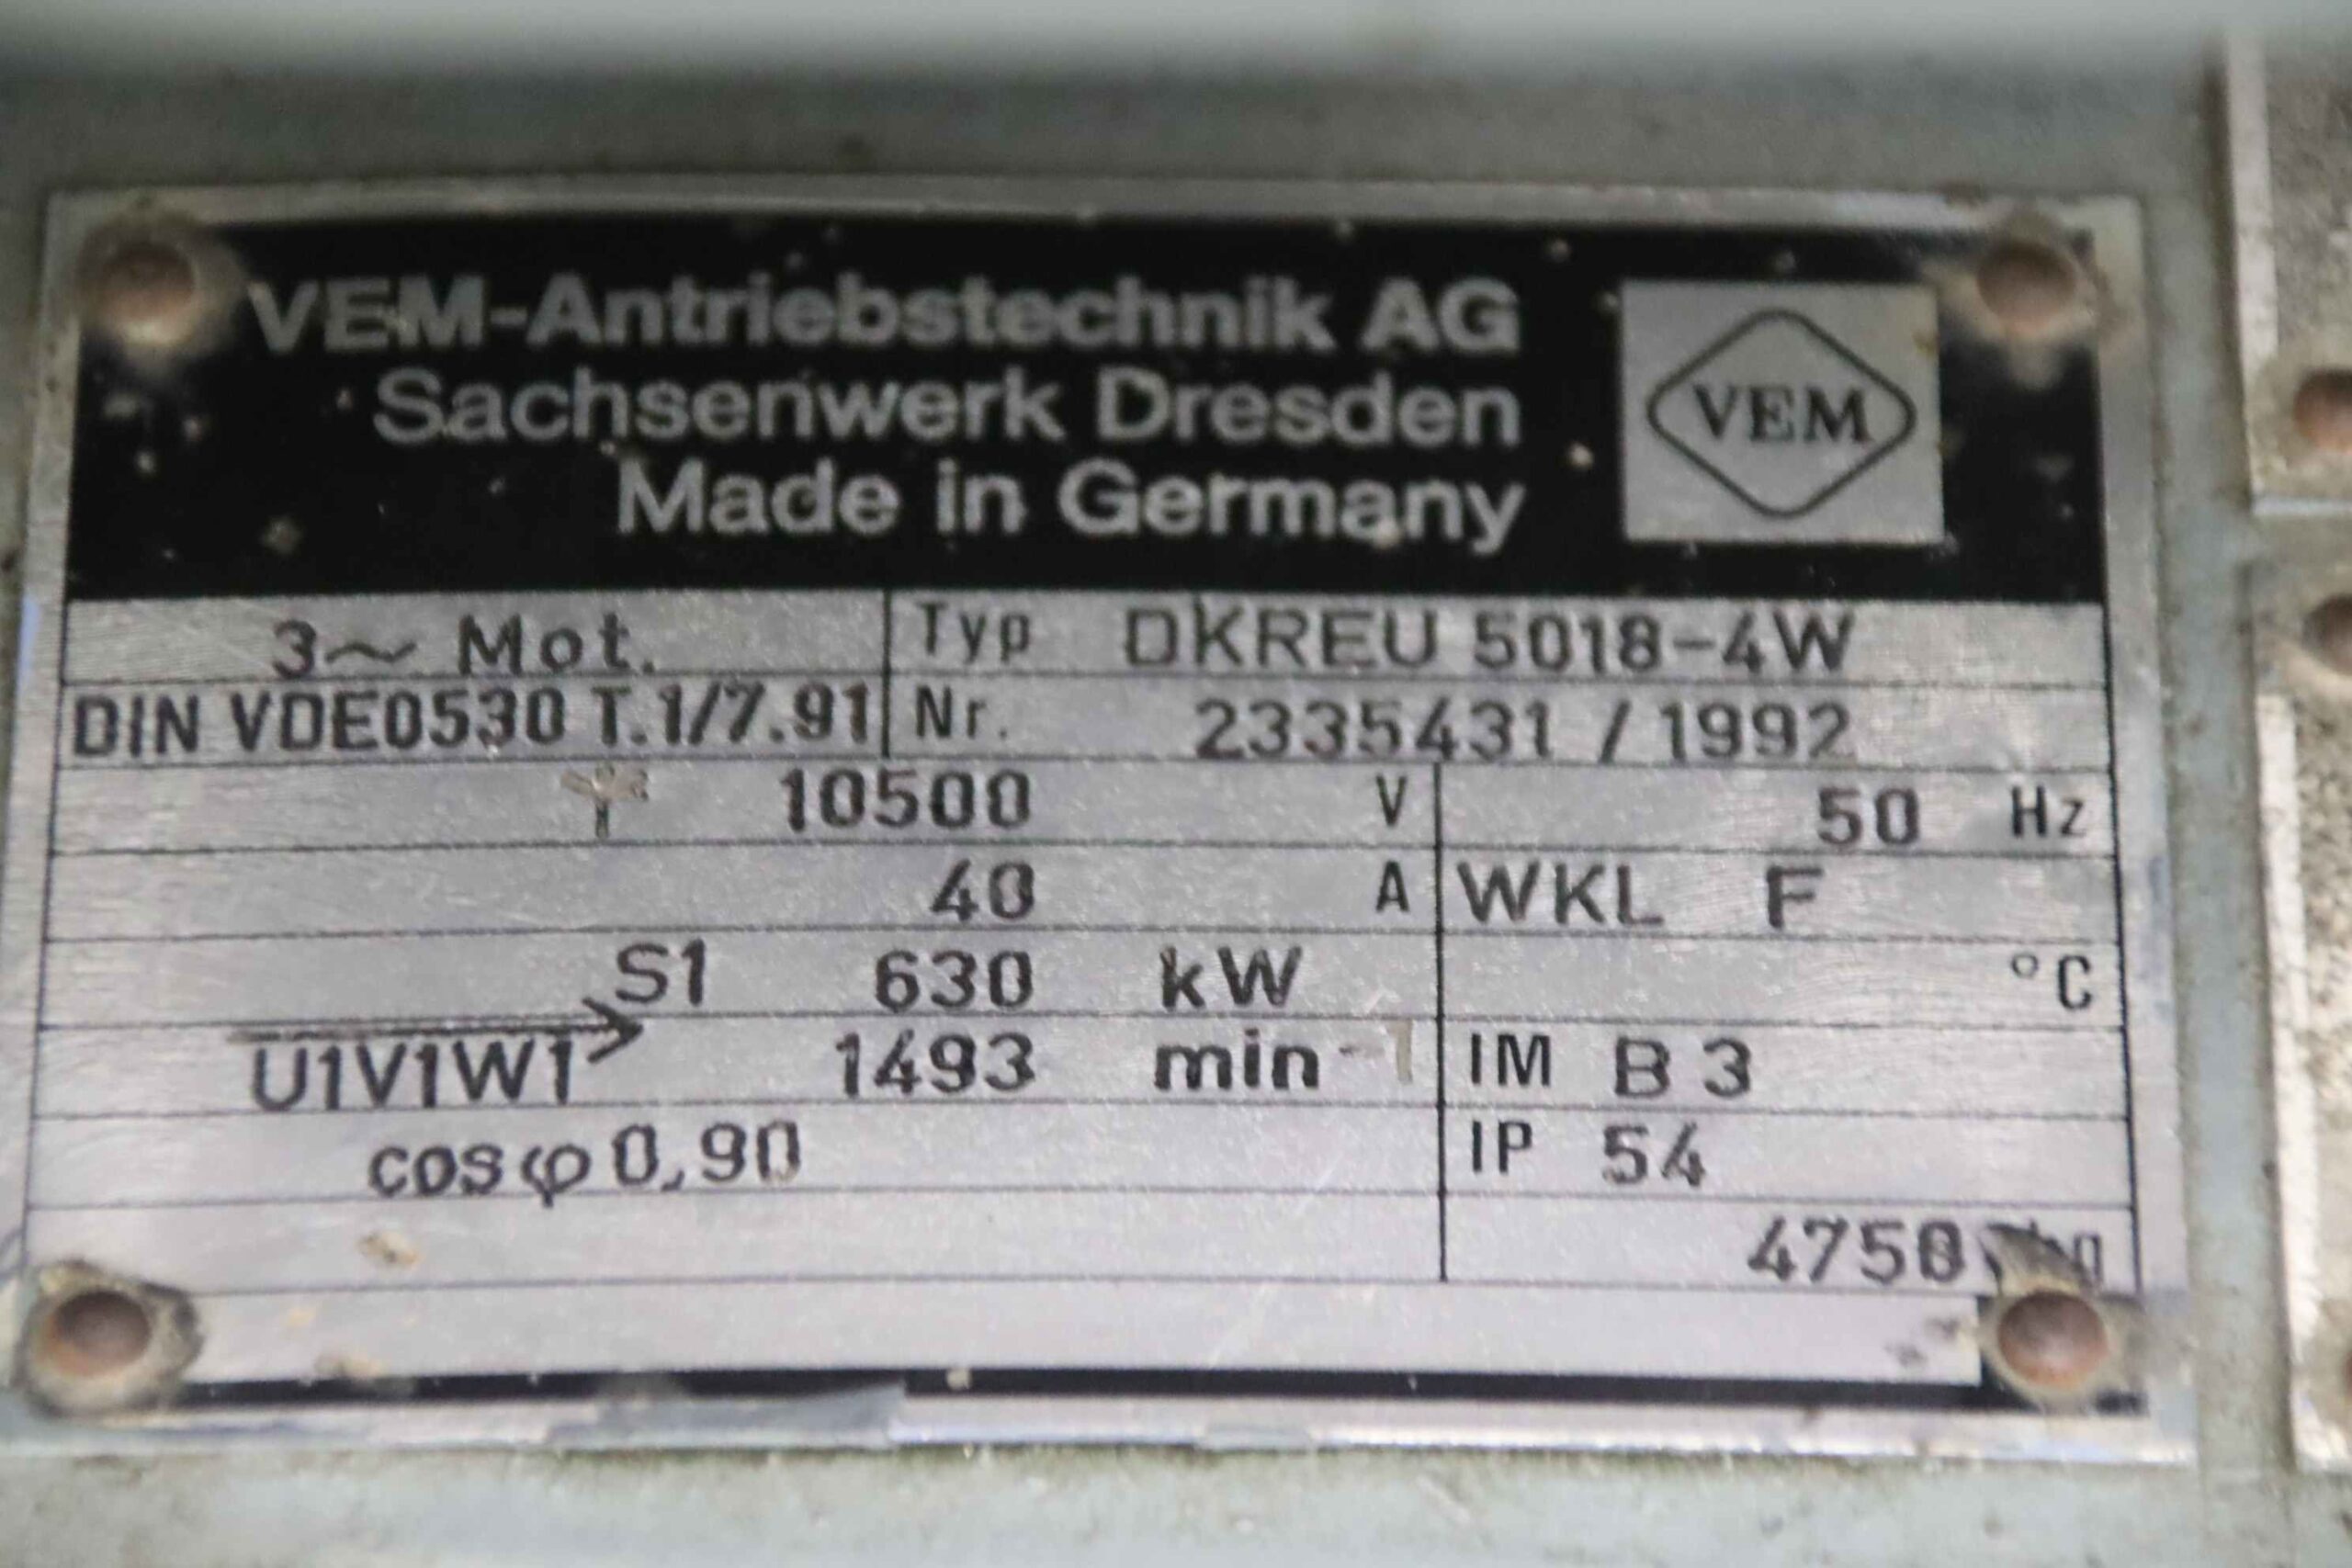 VEM-Antriebstechnik AG
Sachsenwerk Dresden
Made in Germany
VEM
3~ Mot. Typ DKREU 5018-4W
DIN VDE0530 T.1/7.91 Nr. 2335431 / 1992
Y 10500 V 50 Hz
40 A WKL F
S1 630 kW °C
U1V1W1 1493 min-1 IM B 3
cosφ 0,90 IP 54
4750